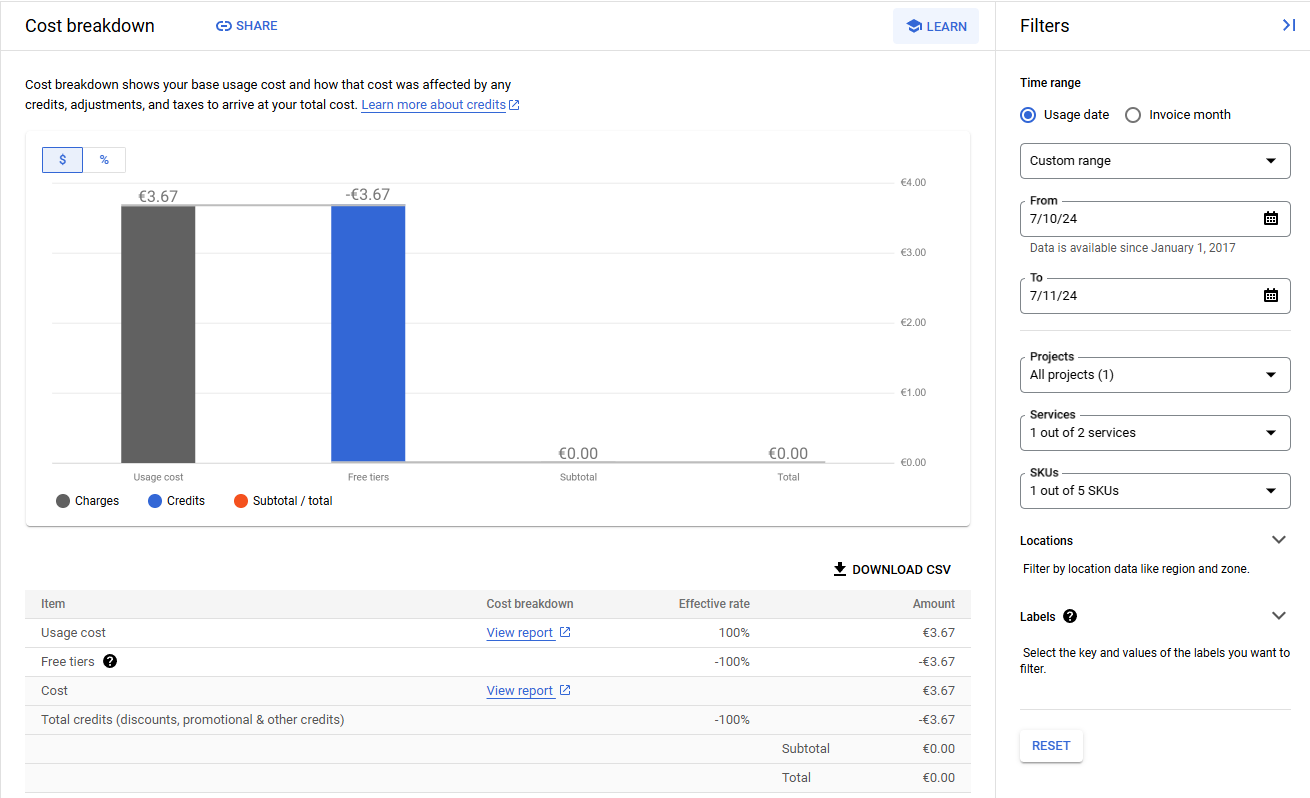 Cost breakdown
SHARE
LEARN
Cost breakdown shows your base usage cost and how that cost was affected by any
credits, adjustments, and taxes to arrive at your total cost. Learn more about credits
$ %
€3.67 -€3.67 €0.00 €0.00
€4.00
€3.00
€2.00
€1.00
€0.00
Usage cost Free tiers Subtotal Total
Charges Credits Subtotal / total
DOWNLOAD CSV
Item Cost breakdown Effective rate Amount
Usage cost View report 100% €3.67
Free tiers ? -100% -€3.67
Cost View report €3.67
Total credits (discounts, promotional & other credits) -100% -€3.67
Subtotal €0.00
Total €0.00
Filters
Time range
Usage date Invoice month
Custom range
From
7/10/24
Data is available since January 1, 2017
To
7/11/24
Projects
All projects (1)
Services
1 out of 2 services
SKUs
1 out of 5 SKUs
Locations
Filter by location data like region and zone.
Labels ?
Select the key and values of the labels you want to
filter.
RESET